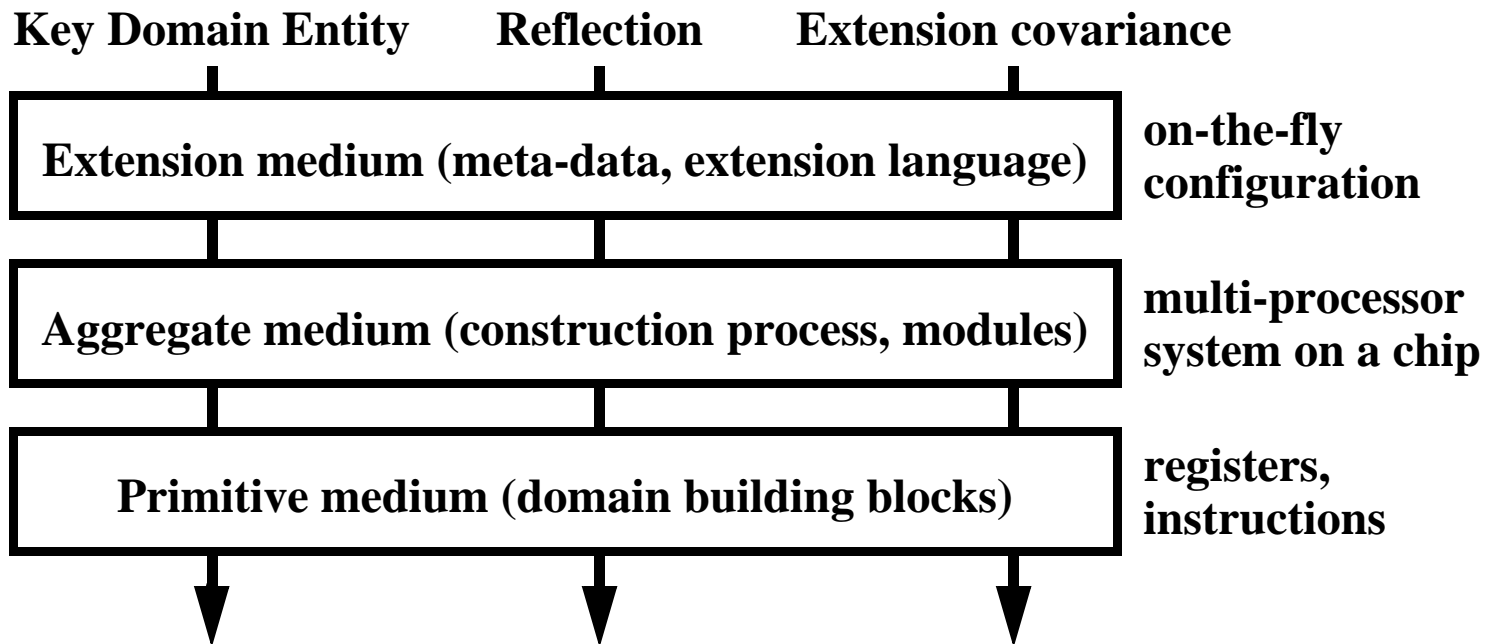 Key Domain Entity Reflection Extension covariance
Extension medium (meta-data, extension language)
on-the-fly
configuration
Aggregate medium (construction process, modules)
multi-processor
system on a chip
Primitive medium (domain building blocks)
registers,
instructions